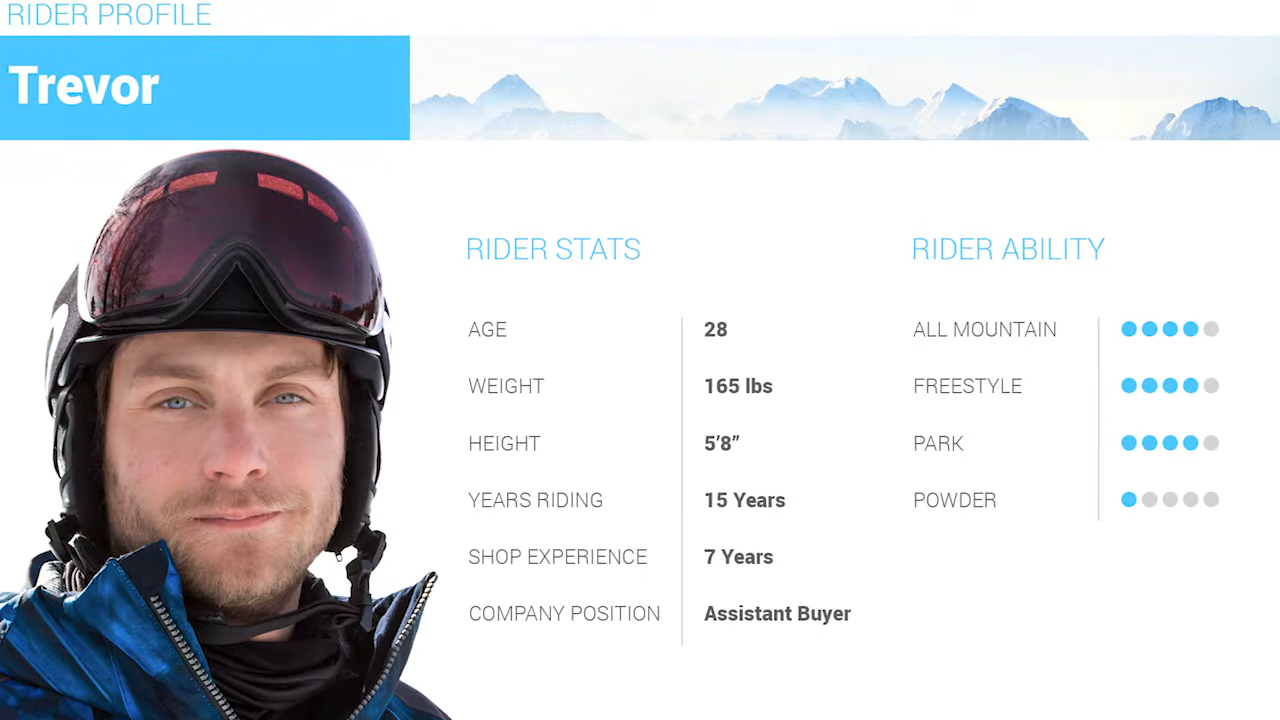 RIDER PROFILE
Trevor
RIDER STATS
AGE 28
WEIGHT 165 lbs
HEIGHT 5’8”
YEARS RIDING 15 Years
SHOP EXPERIENCE 7 Years
COMPANY POSITION Assistant Buyer
RIDER ABILITY
ALL MOUNTAIN
FREESTYLE
PARK
POWDER